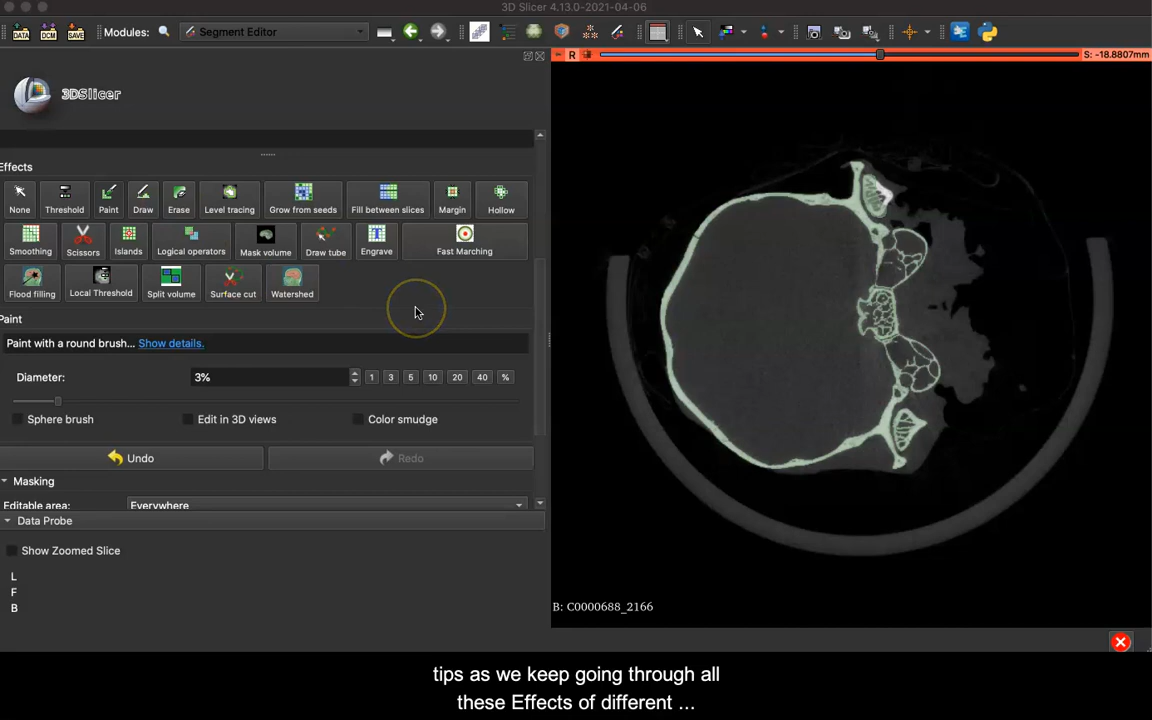 3D Slicer 4.13.0-2021-04-06
DATA DCM SAVE Modules: Segment Editor
R S: -18.8807mm
3DSlicer
Effects
None Threshold Paint Draw Erase Level tracing Grow from seeds Fill between slices Margin Hollow
Smoothing Scissors Islands Logical operators Mask volume Draw tube Engrave Fast Marching
Flood filling Local Threshold Split volume Surface cut Watershed
Paint
Paint with a round brush... Show details.
Diameter: 3% 1 3 5 10 20 40 %
Sphere brush Edit in 3D views Color smudge
Undo Redo
Masking
Editable area: Everywhere
Data Probe
Show Zoomed Slice
L
F
B
B: C0000688_2166
tips as we keep going through all
these Effects of different ...